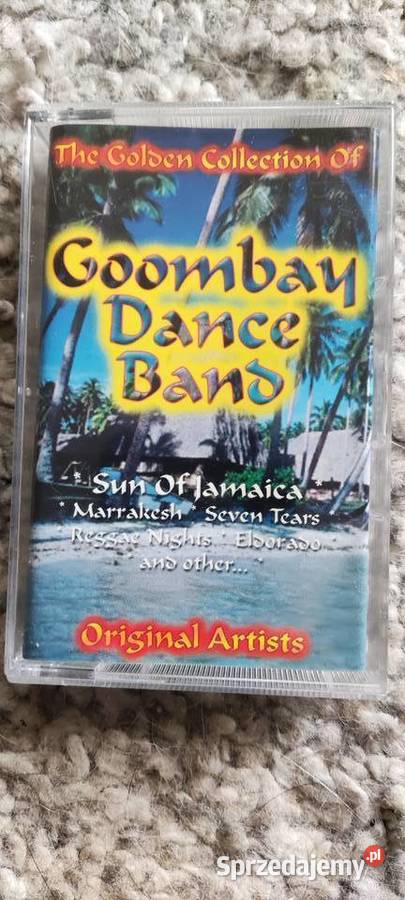 The Golden Collection Of
Goombay
Dance
Band
* Sun Of Jamaica *
* Marrakesh * Seven Tears *
* Reggae Nights * Eldorado
and other... *
Original Artists
Sprzedajemy.pl